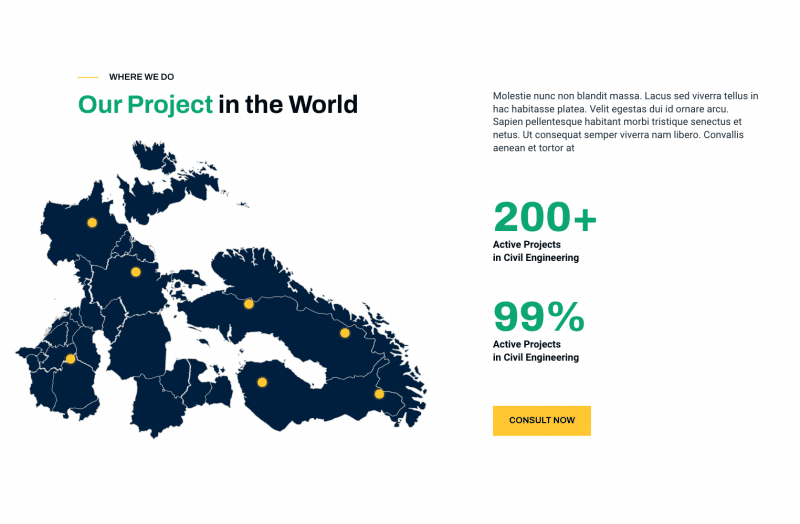 WHERE WE DO
Our Project in the World
Molestie nunc non blandit massa. Lacus sed viverra tellus in
hac habitasse platea. Velit egestas dui id ornare arcu.
Sapien pellentesque habitant morbi tristique senectus et
netus. Ut consequat semper viverra nam libero. Convallis
aenean et tortor at
200+
Active Projects
in Civil Engineering
99%
Active Projects
in Civil Engineering
CONSULT NOW